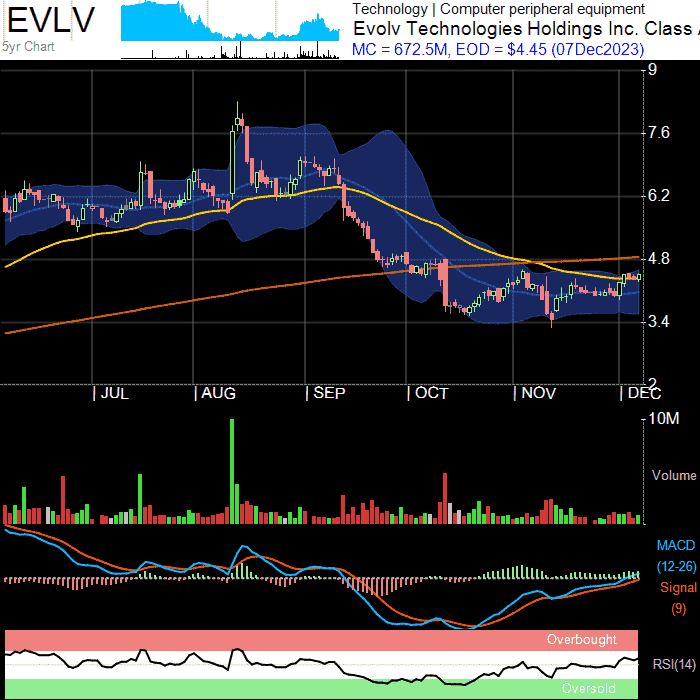 EVLV
5yr Chart
Technology | Computer peripheral equipment
Evolv Technologies Holdings Inc. Class
MC = 672.5M, EOD = $4.45 (07Dec2023)
9
7.6
6.2
4.8
3.4
2
JUL AUG SEP OCT NOV DEC
10M
Volume
MACD
(12-26)
Signal
(9)
Overbought
RSI(14)
Oversold